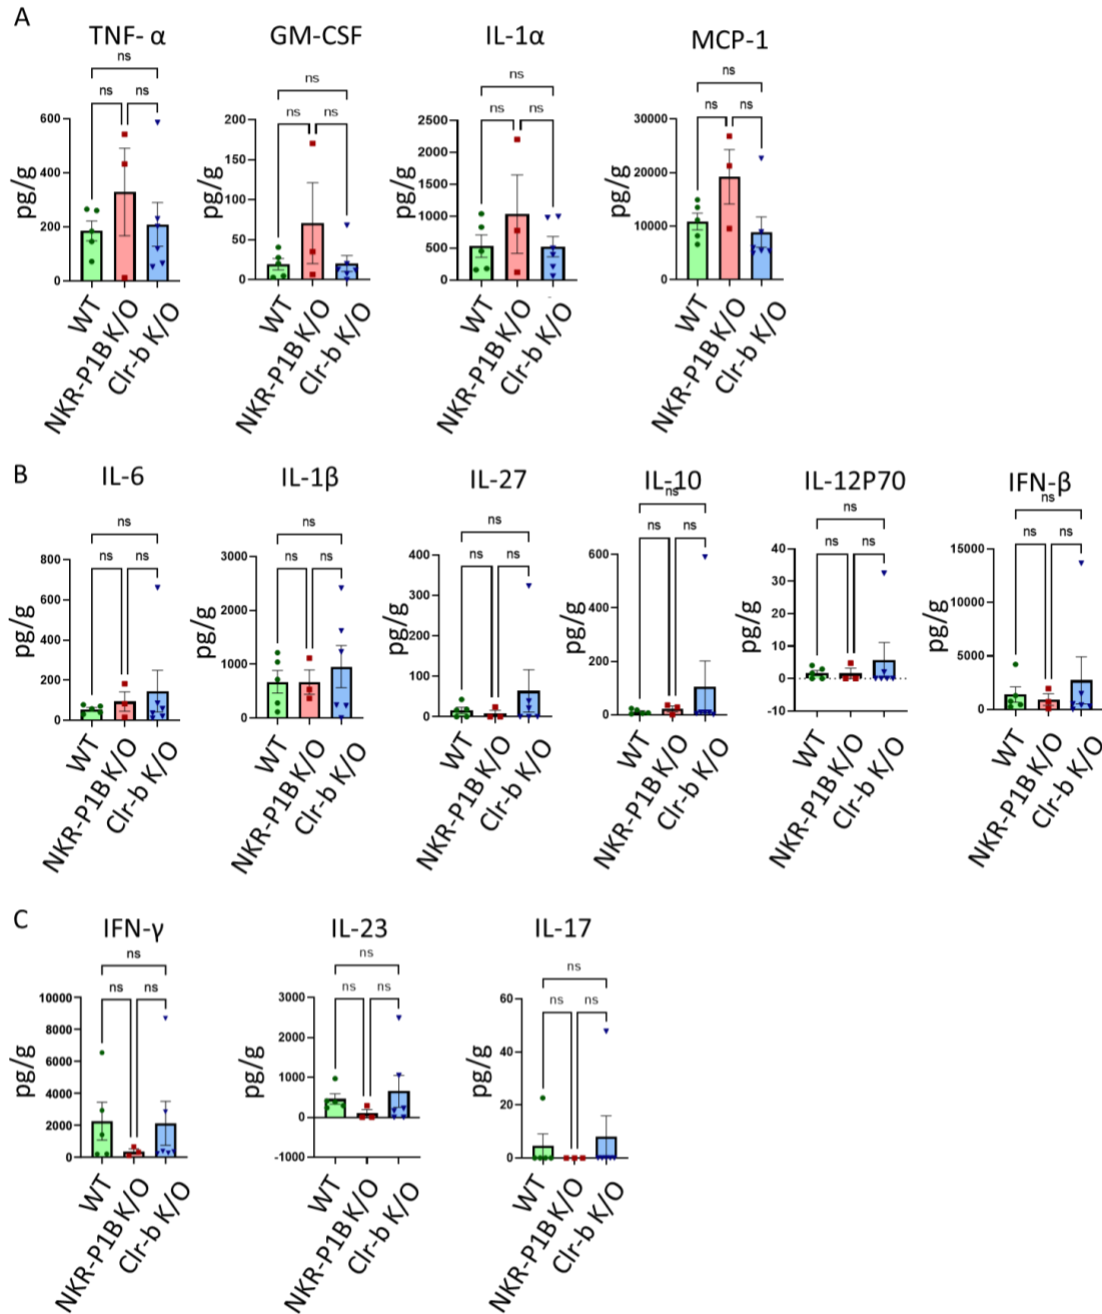 A
TNF- α GM-CSF IL-1α MCP-1
ns ns ns ns
ns ns ns ns ns ns ns ns
pg/g pg/g pg/g pg/g
600 400 200 0
200 150 100 50 0
2500 2000 1500 1000 500 0
30000 20000 10000 0
WT NKR-P1B K/O Clr-b K/O
WT NKR-P1B K/O Clr-b K/O
WT NKR-P1B K/O Clr-b K/O
WT NKR-P1B K/O Clr-b K/O
B
IL-6 IL-1β IL-27 IL-10 IL-12P70 IFN-β
ns ns ns ns ns ns
ns ns ns ns ns ns ns ns ns ns ns ns
pg/g pg/g pg/g pg/g pg/g pg/g
800 600 400 200 0
3000 2000 1000 0
400 300 200 100 0
600 400 200 0
40 30 20 10 0 -10
15000 10000 5000 0
WT NKR-P1B K/O Clr-b K/O
WT NKR-P1B K/O Clr-b K/O
WT NKR-P1B K/O Clr-b K/O
WT NKR-P1B K/O Clr-b K/O
WT NKR-P1B K/O Clr-b K/O
WT NKR-P1B K/O Clr-b K/O
C
IFN-γ IL-23 IL-17
ns ns ns
ns ns ns ns ns ns
pg/g pg/g pg/g
10000 8000 6000 4000 2000 0
3000 2000 1000 0 -1000
60 40 20 0
WT NKR-P1B K/O Clr-b K/O
WT NKR-P1B K/O Clr-b K/O
WT NKR-P1B K/O Clr-b K/O